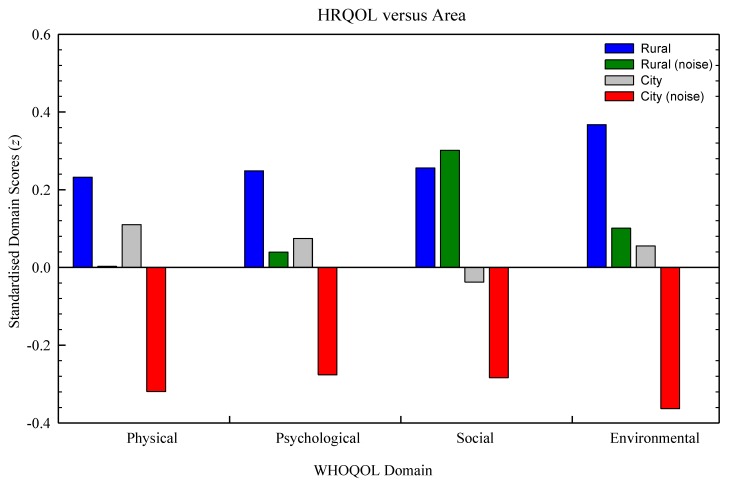 HRQOL versus Area
0.6
Rural
Rural (noise)
City
City (noise)
0.4
0.2
0.0
-0.2
-0.4
Standardised Domain Scores (z)
Physical
Psychological
Social
Environmental
WHOQOL Domain